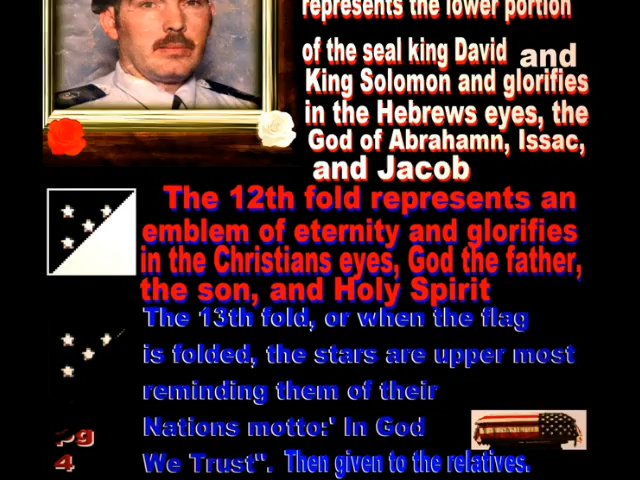 represents the lower portion
of the seal king David and
King Solomon and glorifies
in the Hebrews eyes, the
God of Abrahamn, Issac,
and Jacob
The 12th fold represents an
emblem of eternity and glorifies
in the Christians eyes, God the father,
the son, and Holy Spirit
The 13th fold, or when the flag
is folded, the stars are upper most
reminding them of their
Nations motto:' In God
We Trust". Then given to the relatives.
pg
4